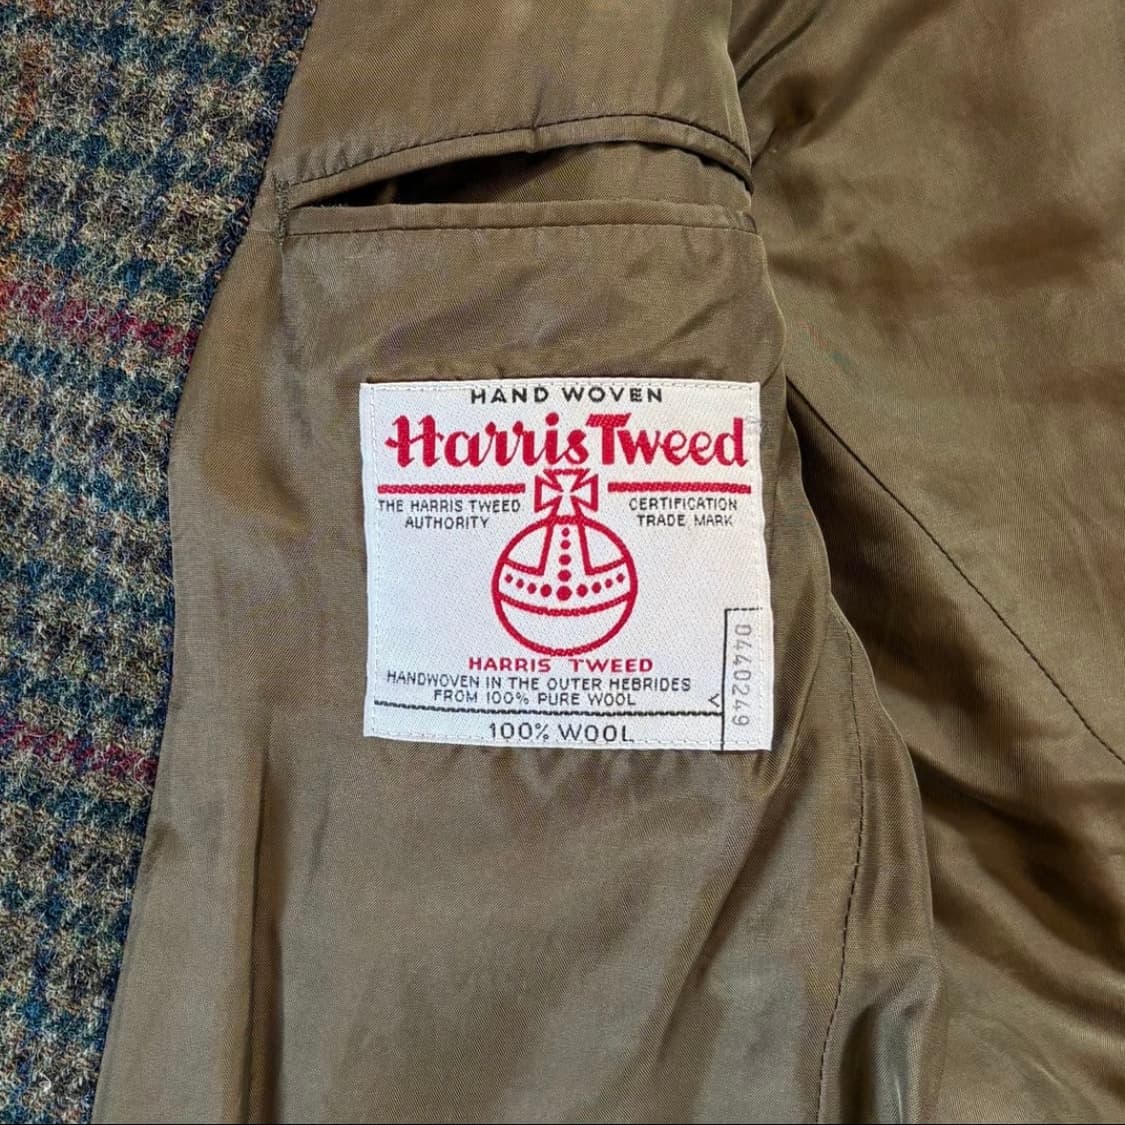 HAND WOVEN
Harris Tweed
THE HARRIS TWEED
AUTHORITY
CERTIFICATION
TRADE MARK
HARRIS TWEED
HANDWOVEN IN THE OUTER HEBRIDES
FROM 100% PURE WOOL
100% WOOL
V 0440249